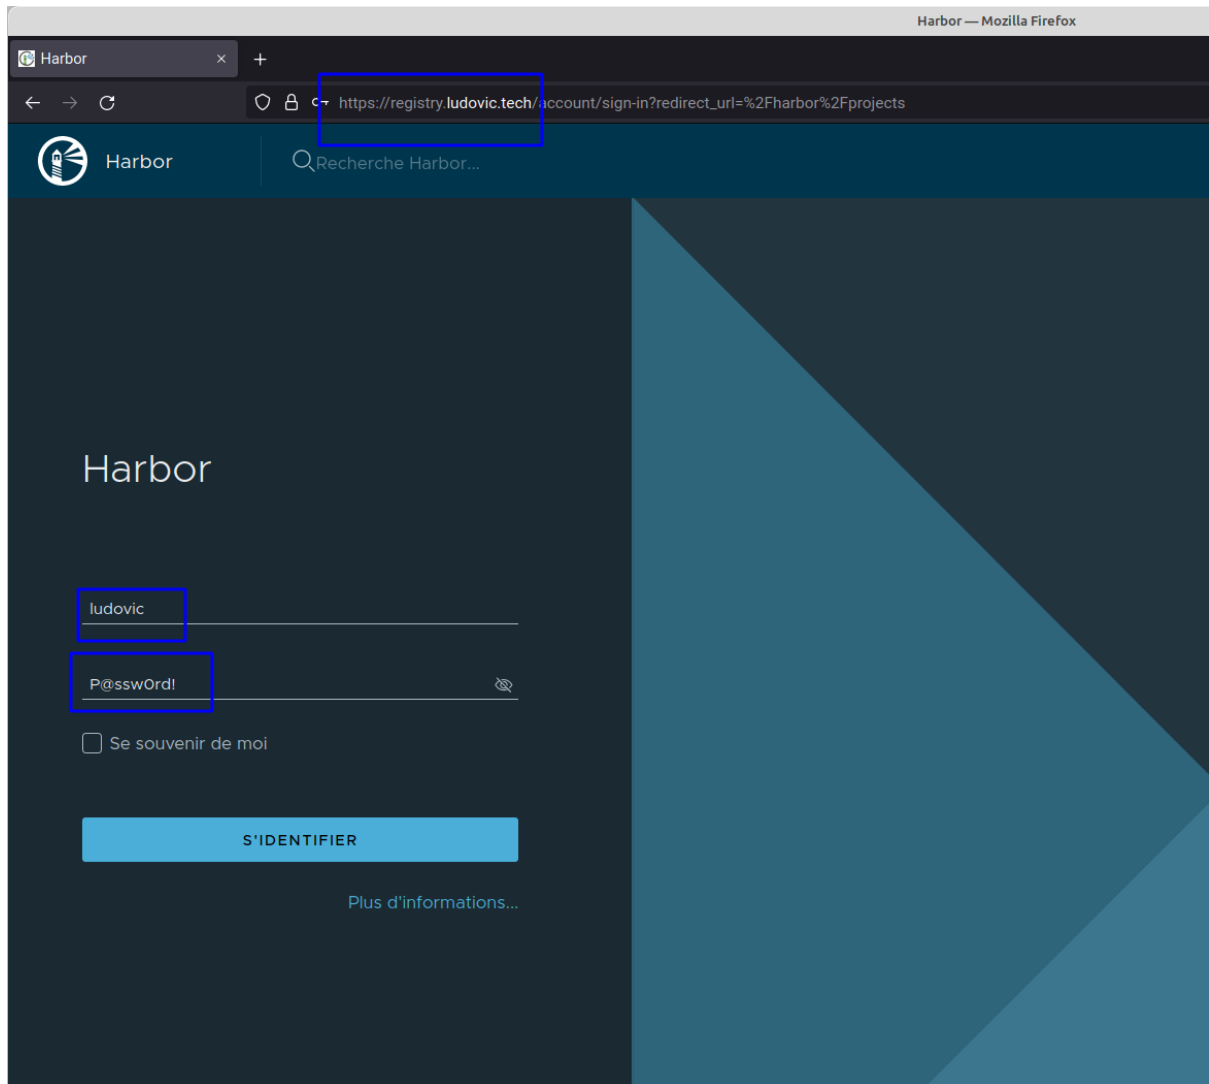 Harbor — Mozilla Firefox
Harbor
https://registry.ludovic.tech/account/sign-in?redirect_url=%2Fharbor%2Fprojects
Harbor
Recherche Harbor...
Harbor
ludovic
P@ssw0rd!
Se souvenir de moi
S'IDENTIFIER
Plus d'informations...